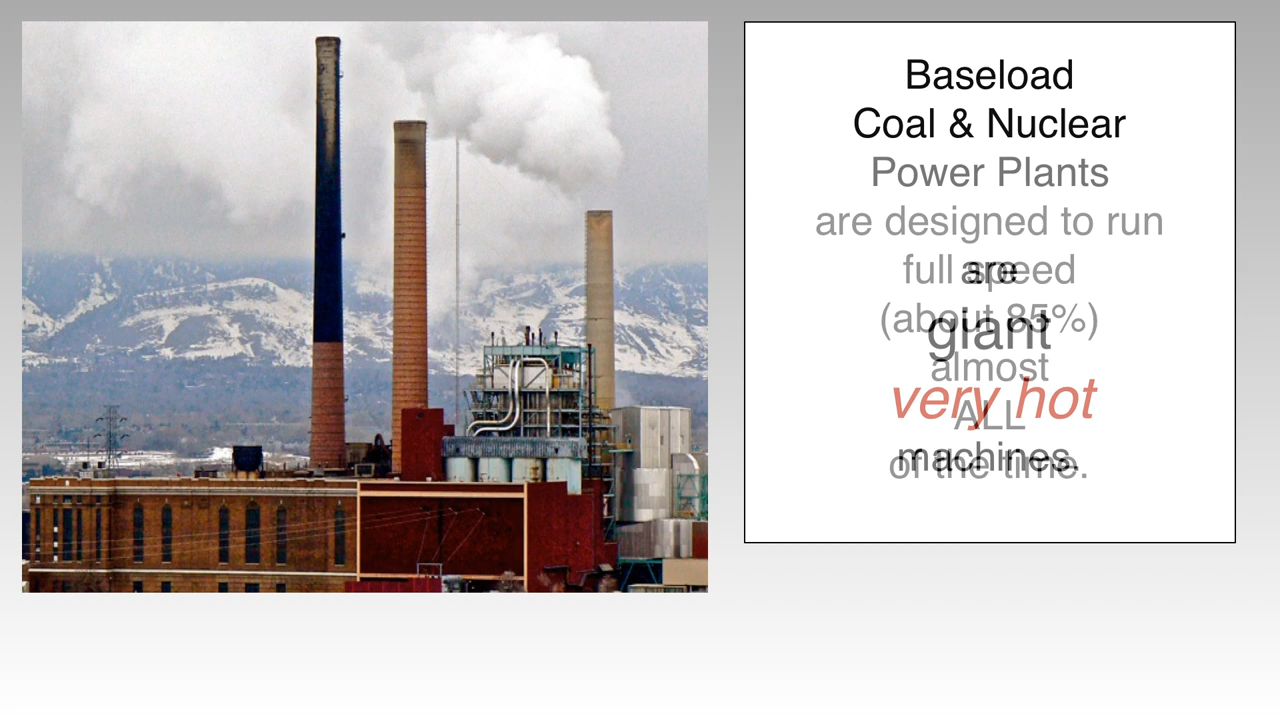 Baseload
Coal & Nuclear
Power Plants
are designed to run
full speed
are
(about 85%)
giant
almost
very hot
ALL
machines.
of the time.